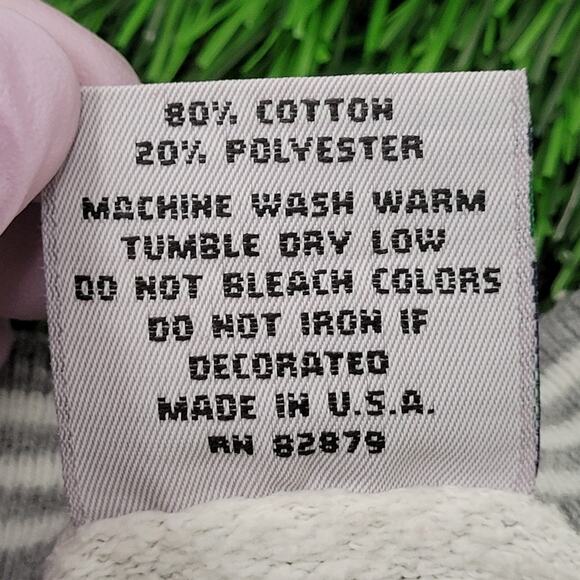 80% COTTON
20% POLYESTER
MACHINE WASH WARM
TUMBLE DRY LOW
DO NOT BLEACH COLORS
DO NOT IRON IF
DECORATED
MADE IN U.S.A.
RN 82879